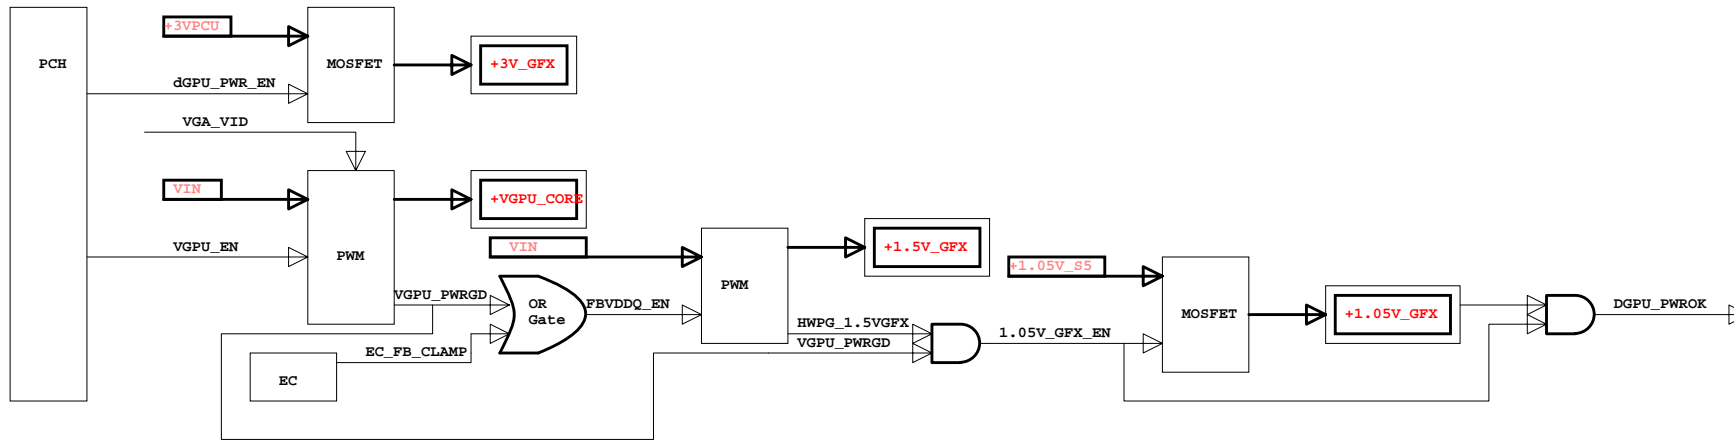 +3VPCU
PCH
MOSFET
+3V_GFX
dGPU_PWR_EN
VGA_VID
VIN
+VGPU_CORE
VGPU_EN
PWM
VIN
+1.5V_GFX
+1.05V_S5
PWM
VGPU_PWRGD
OR
Gate
FBVDDQ_EN
HWPG_1.5VGFX
VGPU_PWRGD
1.05V_GFX_EN
MOSFET
+1.05V_GFX
DGPU_PWROK
EC_FB_CLAMP
EC